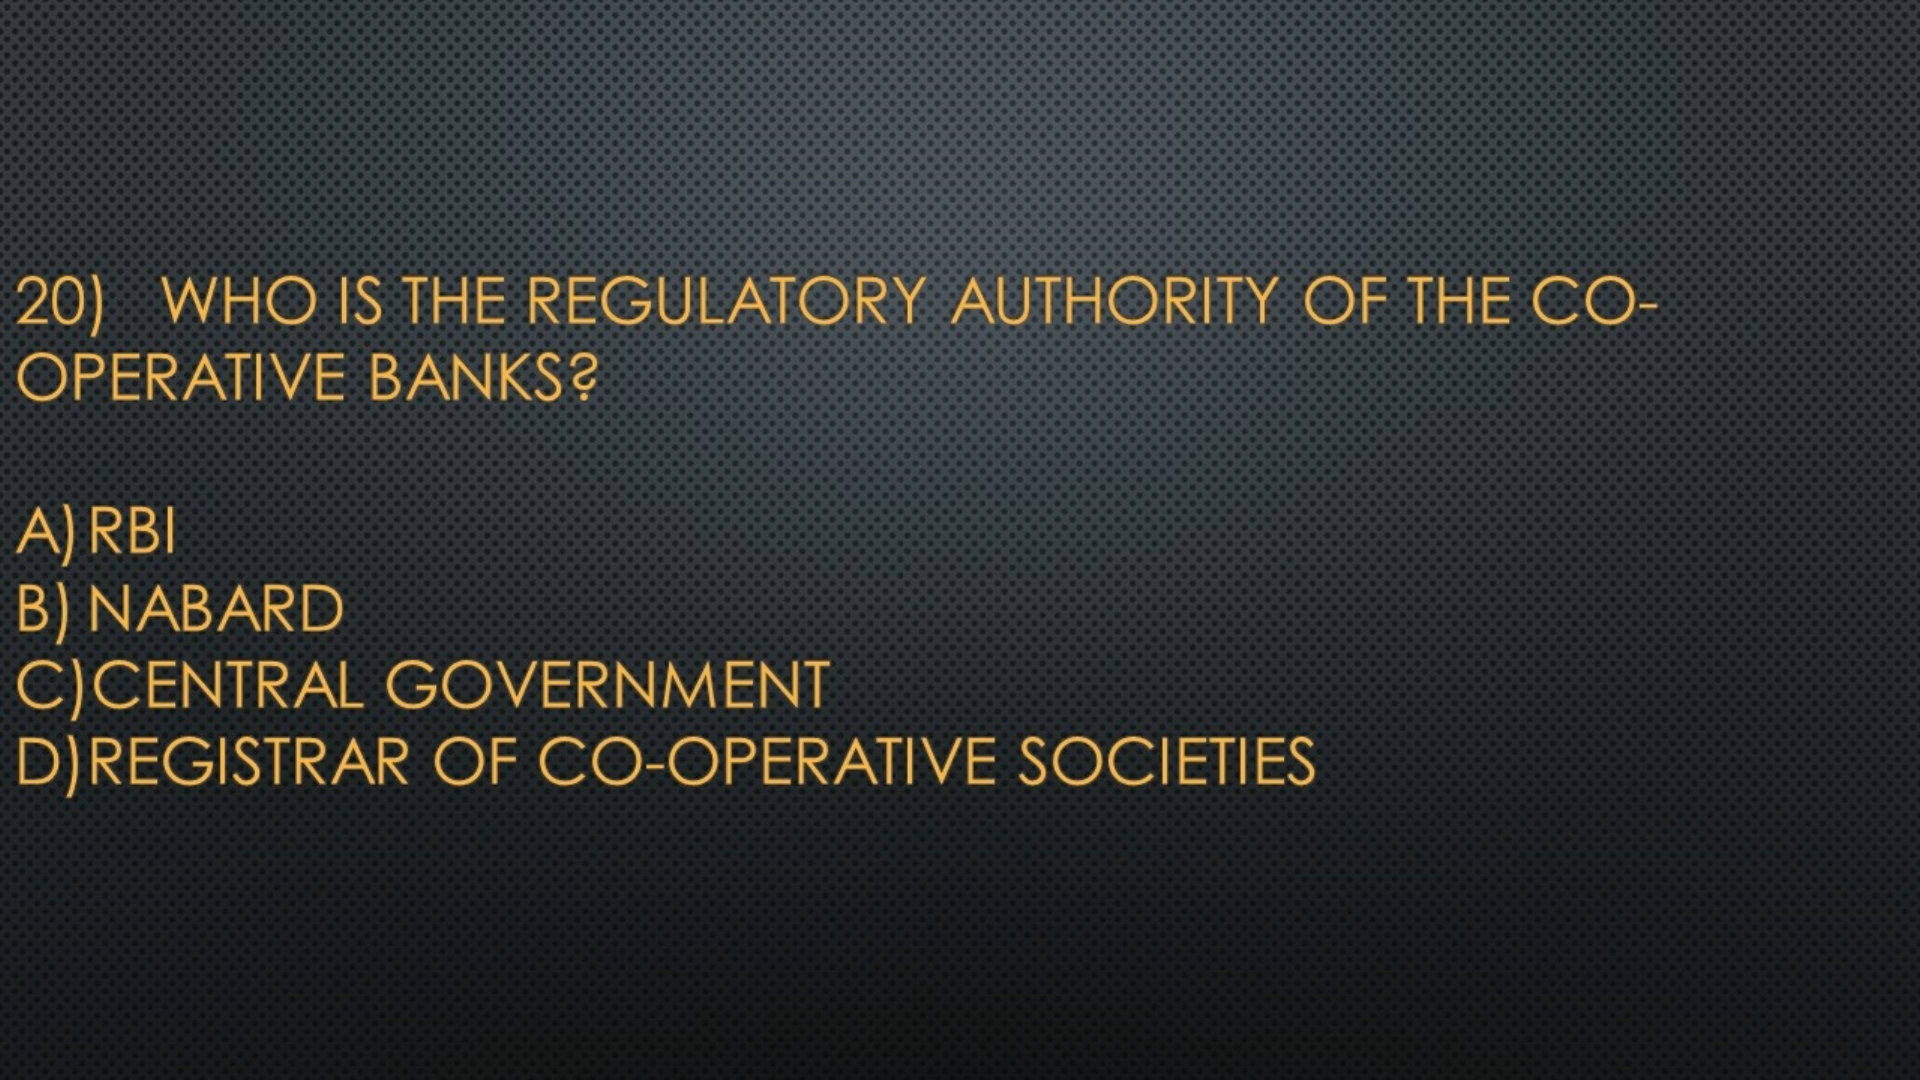 20) WHO IS THE REGULATORY AUTHORITY OF THE CO-
OPERATIVE BANKS?
A) RBI
B) NABARD
C) CENTRAL GOVERNMENT
D) REGISTRAR OF CO-OPERATIVE SOCIETIES